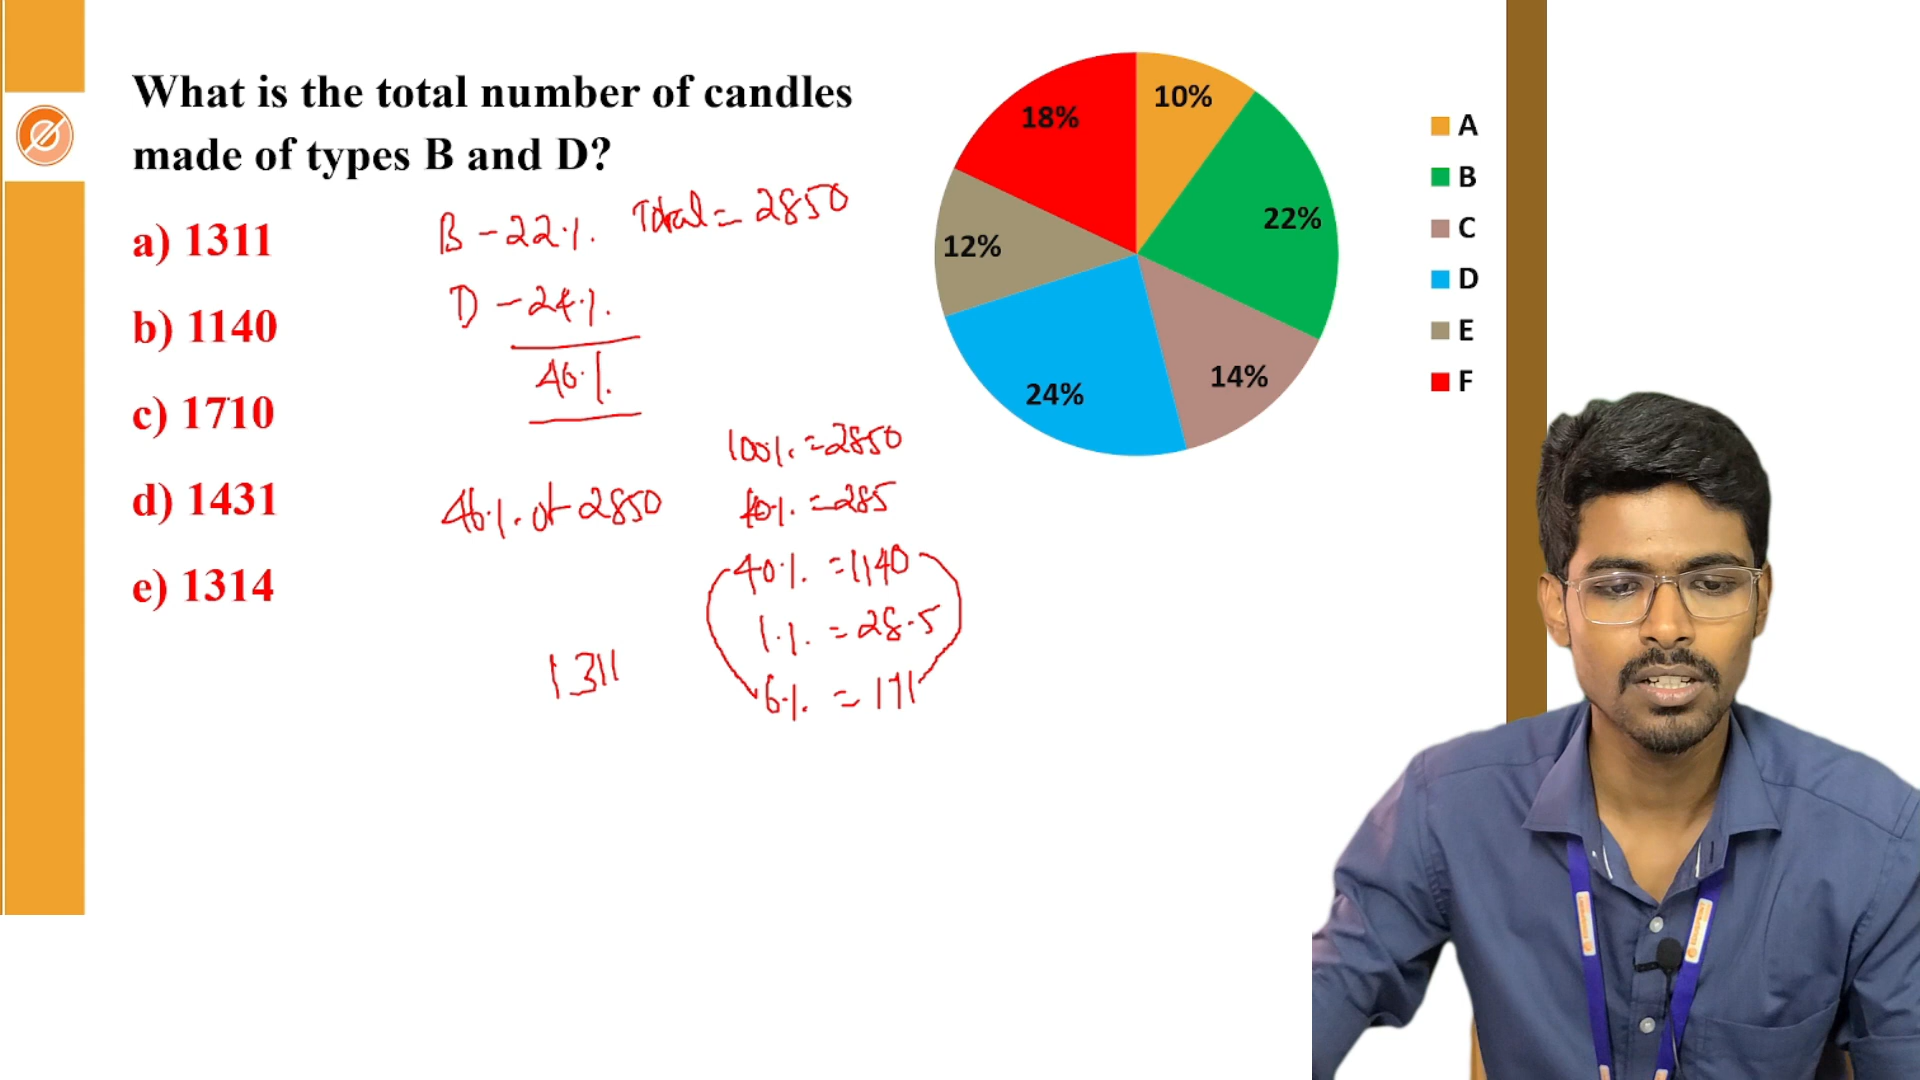 What is the total number of candles
made of types B and D?
a) 1311
b) 1140
c) 1710
d) 1431
e) 1314
B - 22%. Total = 2850
D - 24%.
46%.
46%. of 2850
100%. = 2850
10%. = 285
40%. = 1140
1%. = 28.5
6%. = 171
1311
10%
22%
14%
24%
12%
18%
A
B
C
D
E
F